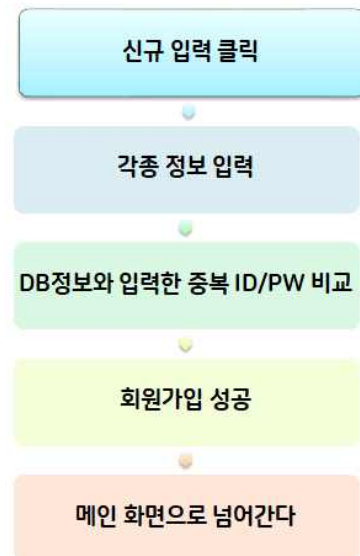 신규 입력 클릭
각종 정보 입력
DB정보와 입력한 중복 ID/PW 비교
회원가입 성공
메인 화면으로 넘어간다